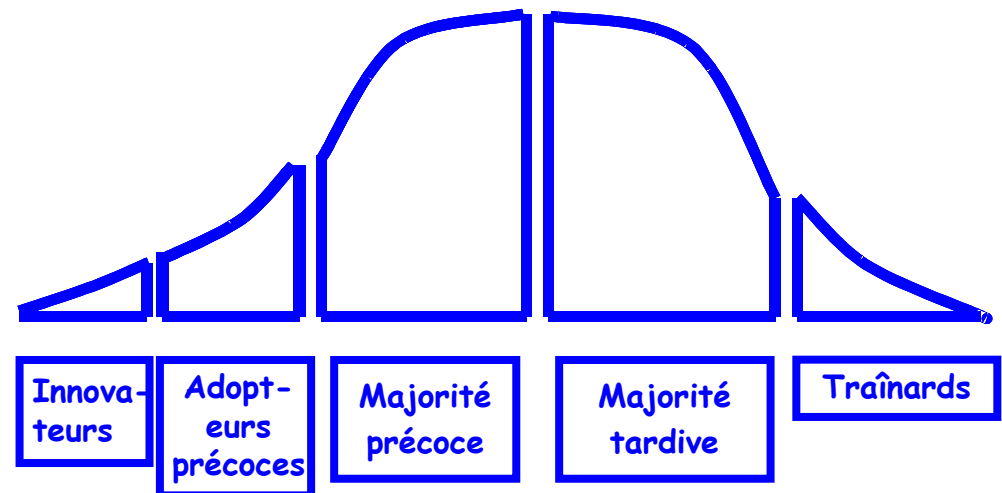 Innova-
teurs
Adopt-
eurs
précoces
Majorité
précoce
Majorité
tardive
Traînards